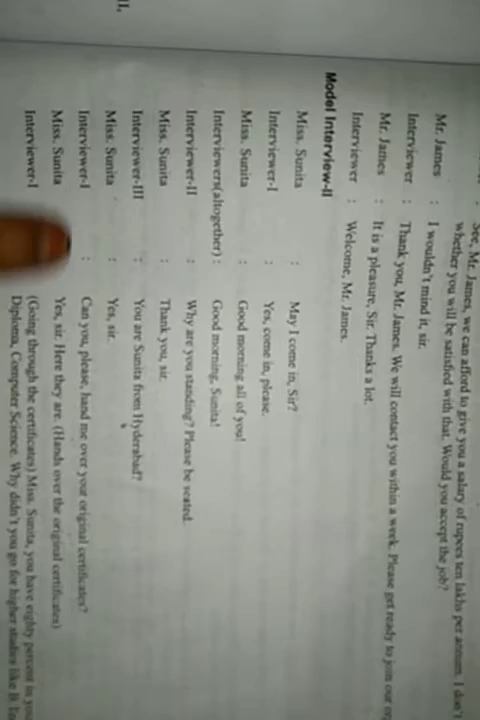 See, Mr. James, we can afford to give you a salary of rupees ten lakhs per annum. I don't
whether you will be satisfied with that. Would you accept the job?
Mr. James : I wouldn't mind it, sir.
Interviewer : Thank you, Mr. James. We will contact you within a week. Please get ready to join our
Mr. James : It is a pleasure, Sir. Thanks a lot.
Interviewer : Welcome, Mr. James.
Model Interview-II
Miss. Sunita : May I come in, Sir?
Interviewer-I : Yes, come in, please.
Miss. Sunita : Good morning all of you!
Interviewers(altogether) : Good morning, Sunita!
Interviewer-II : Why are you standing? Please be seated.
Miss. Sunita : Thank you, sir.
Interviewer-III : You are Sunita from Hyderabad?
Miss. Sunita : Yes, sir.
Interviewer-I : Can you, please, hand me over your original certificates?
Miss. Sunita Yes, sir. Here they are. (Hands over the original certificates)
Interviewer-I (Going through the certificates) Miss. Sunita, you have eighty percent in
Diploma, Computer Science. Why didn't you go for higher studies like B.